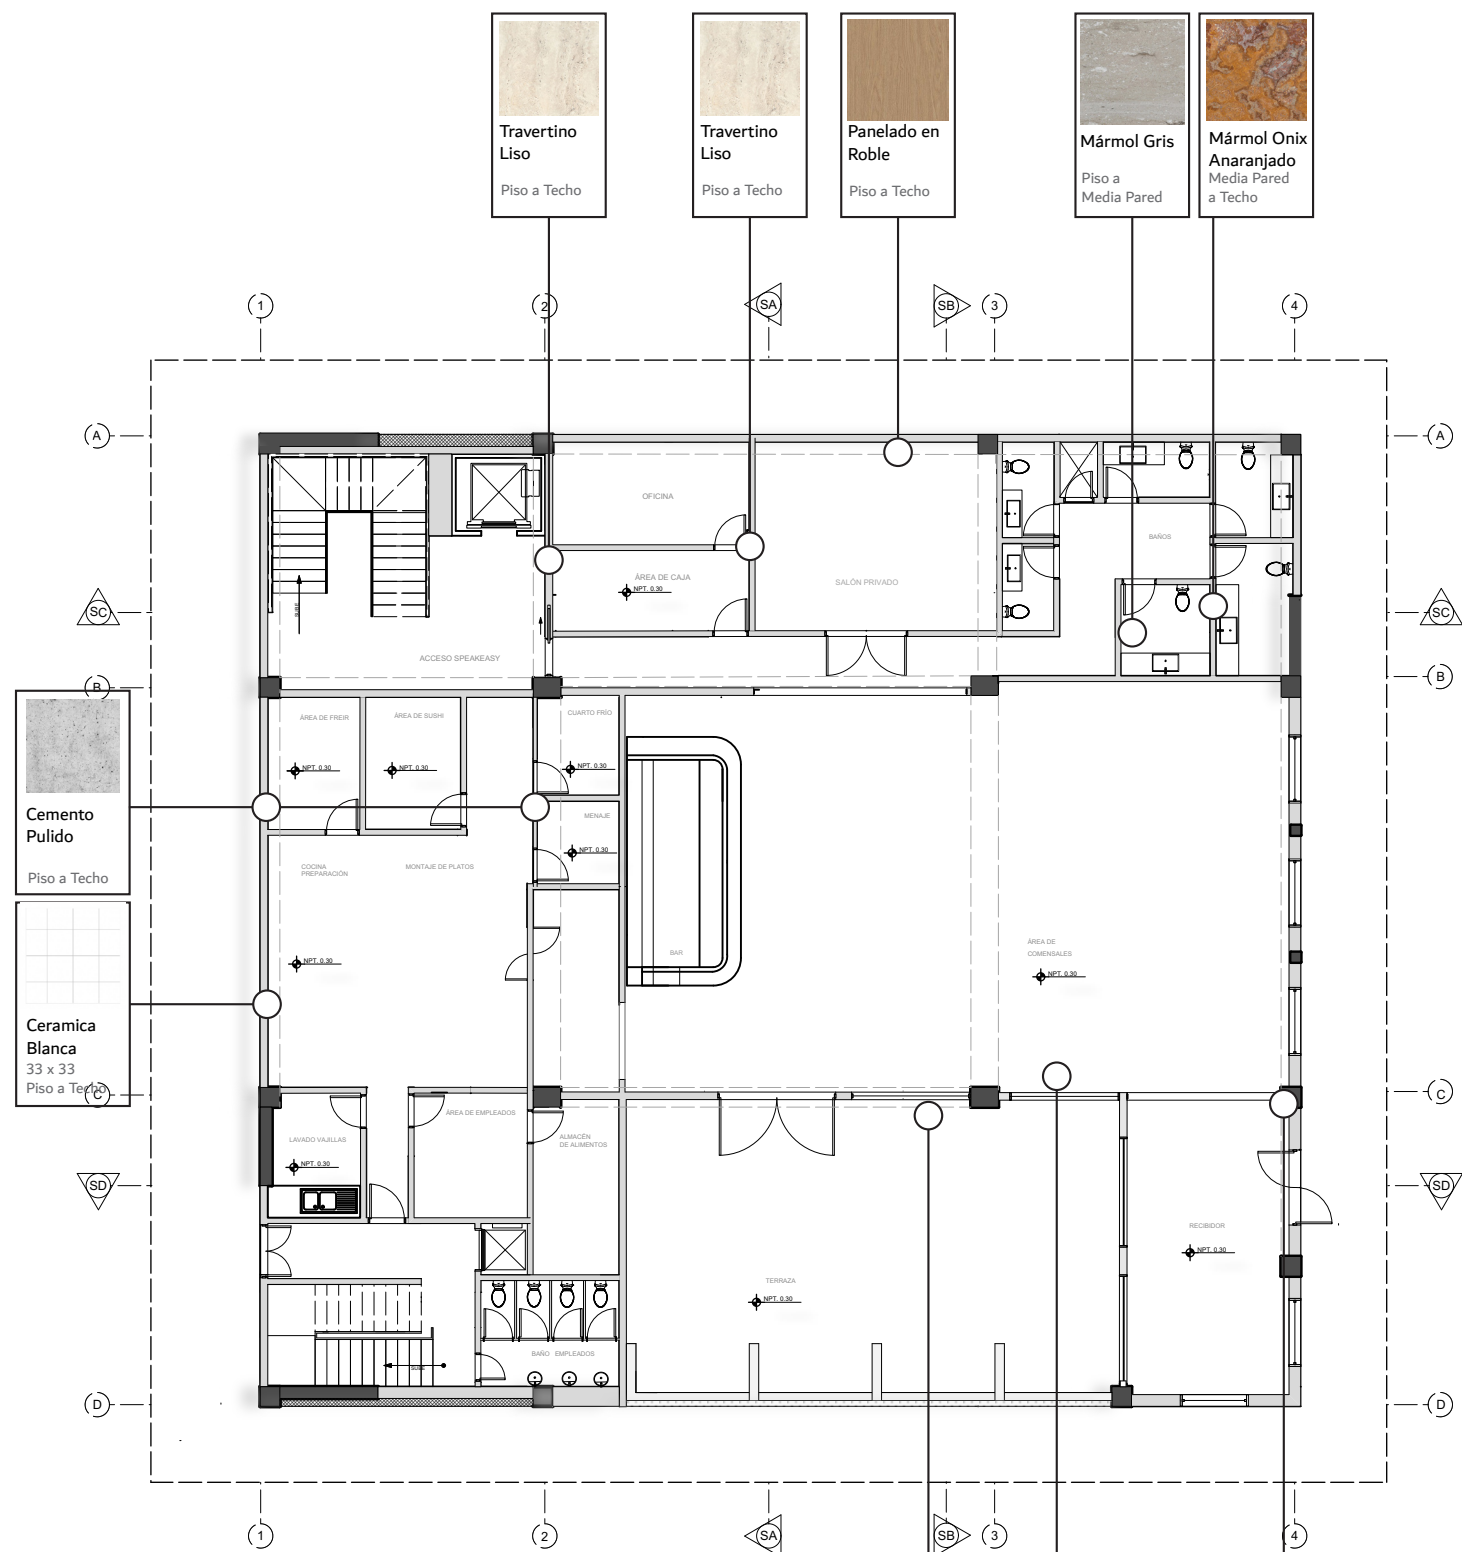 Travertino
Liso
Piso a Techo
Travertino
Liso
Piso a Techo
Panelado en
Roble
Piso a Techo
Mármol Gris
Piso a
Media Pared
Mármol Onix
Anaranjado
Media Pared
a Techo
1
2
SA
SB
3
4
A
A
OFICINA
BAÑOS
ÁREA DE CAJA
NPT. 0.30
SALÓN PRIVADO
SUBE
SC
SC
ACCESO SPEAKEASY
B
B
Cemento
Pulido
Piso a Techo
ÁREA DE FREIR
ÁREA DE SUSHI
CUARTO FRÍO
NPT. 0.30
NPT. 0.30
NPT. 0.30
MENAJE
NPT. 0.30
COCINA
PREPARACIÓN
MONTAJE DE PLATOS
NPT. 0.30
BAR
ÁREA DE
COMENSALES
NPT. 0.30
Ceramica
Blanca
33 x 33
Piso a Techo
C
C
ÁREA DE EMPLEADOS
LAVADO VAJILLAS
NPT. 0.30
ALMACÉN
DE ALIMENTOS
SD
SD
RECIBIDOR
NPT. 0.30
TERRAZA
NPT. 0.30
BAÑO EMPLEADOS
SUBE
D
D
1
2
SA
SB
3
4